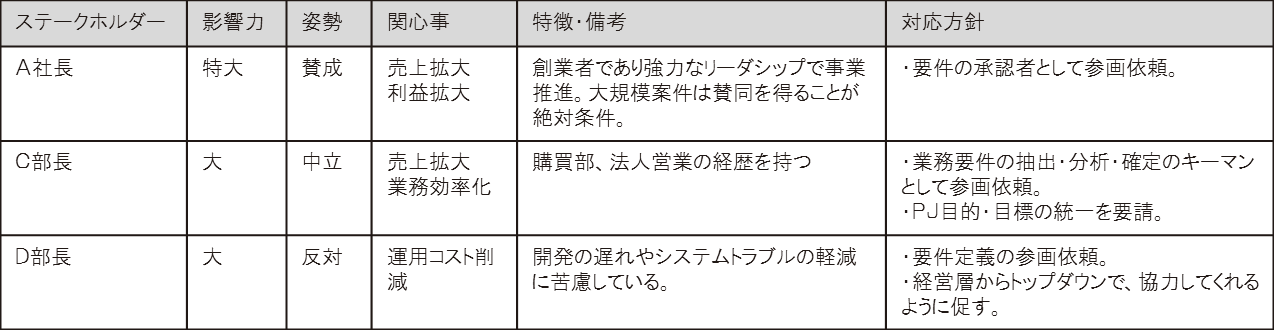 ステークホルダー
影響力
姿勢
関心事
特徴・備考
対応方針
A社長
特大
賛成
売上拡大
利益拡大
創業者であり強力なリーダシップで事業
推進。大規模案件は賛同を得ることが
絶対条件。
・要件の承認者として参画依頼。
C部長
大
中立
売上拡大
業務効率化
購買部、法人営業の経歴を持つ
・業務要件の抽出・分析・確定のキーマン
として参画依頼。
・PJ目的・目標の統一を要請。
D部長
大
反対
運用コスト削
減
開発の遅れやシステムトラブルの軽減
に苦慮している。
・要件定義の参画依頼。
・経営層からトップダウンで、協力してくれる
ように促す。